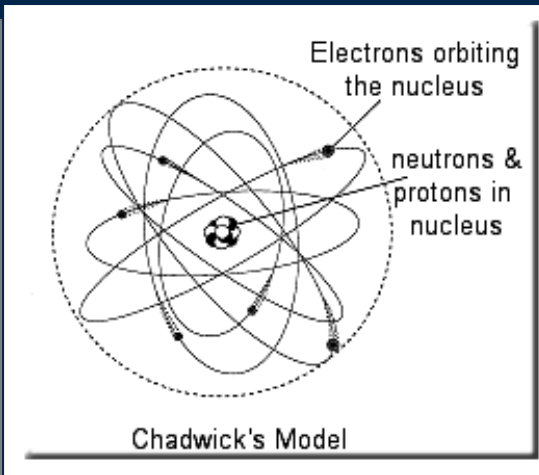 Electrons orbiting
the nucleus
neutrons &
protons in
nucleus
Chadwick's Model